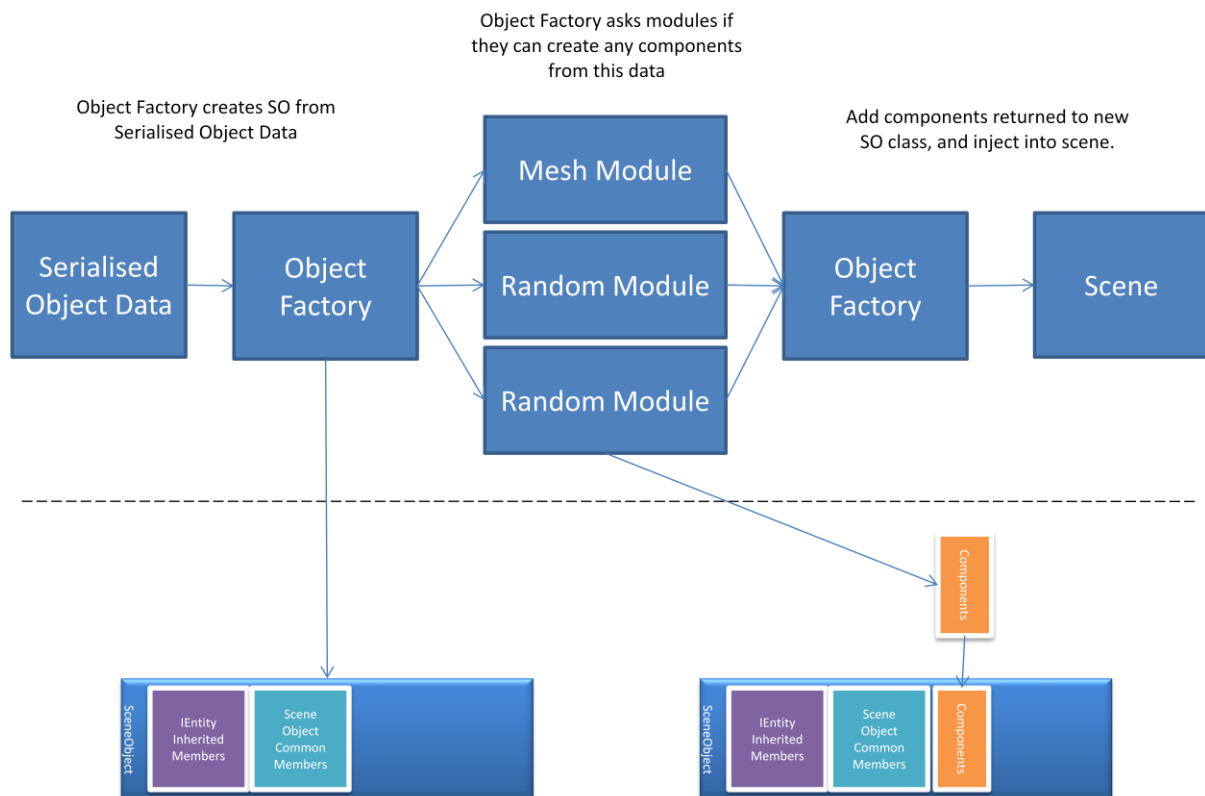 Object Factory asks modules if
they can create any components
from this data
Object Factory creates SO from
Serialised Object Data
Add components returned to new
SO class, and inject into scene.
Serialised
Object Data
Object
Factory
Mesh Module
Random Module
Random Module
Object
Factory
Scene
Components
SceneObject
IEntity
Inherited
Members
Scene
Object
Common
Members
SceneObject
IEntity
Inherited
Members
Scene
Object
Common
Members
Components